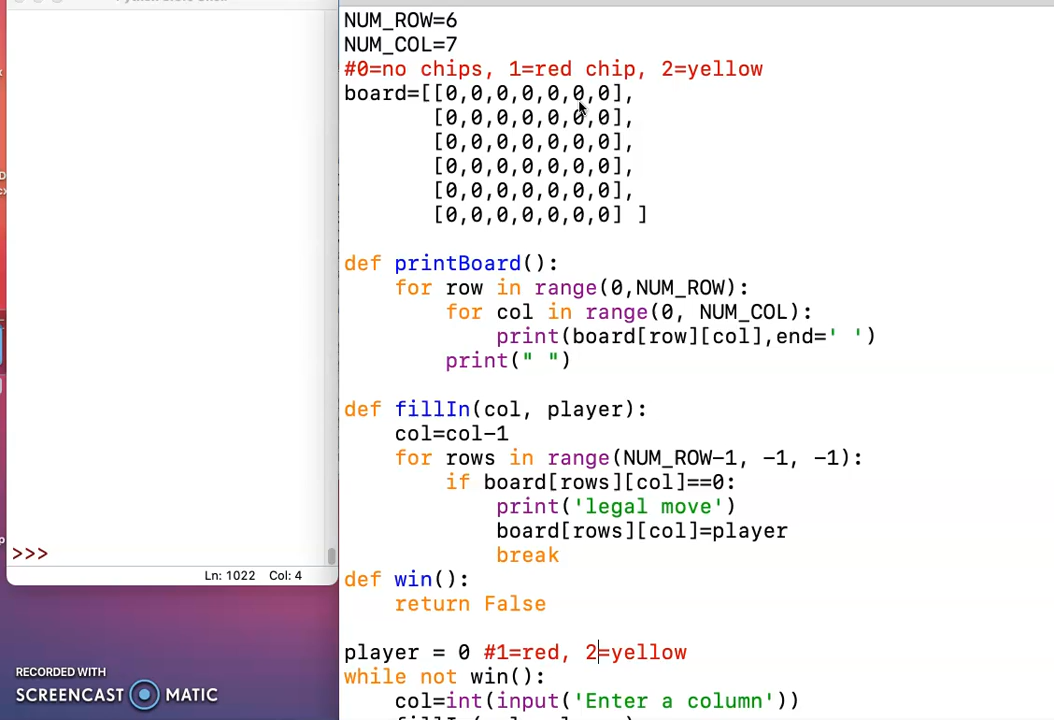 NUM_ROW=6
NUM_COL=7
#0=no chips, 1=red chip, 2=yellow
board=[[0,0,0,0,0,0,0],
[0,0,0,0,0,0,0],
[0,0,0,0,0,0,0],
[0,0,0,0,0,0,0],
[0,0,0,0,0,0,0],
[0,0,0,0,0,0,0] ]
def printBoard():
for row in range(0,NUM_ROW):
for col in range(0, NUM_COL):
print(board[row][col],end=' ')
print(" ")
def fillIn(col, player):
col=col-1
for rows in range(NUM_ROW-1, -1, -1):
if board[rows][col]==0:
print('legal move')
board[rows][col]=player
break
def win():
return False
player = 0 #1=red, 2=yellow
while not win():
col=int(input('Enter a column'))
>>>
Ln: 1022 Col: 4
RECORDED WITH
SCREENCAST MATIC